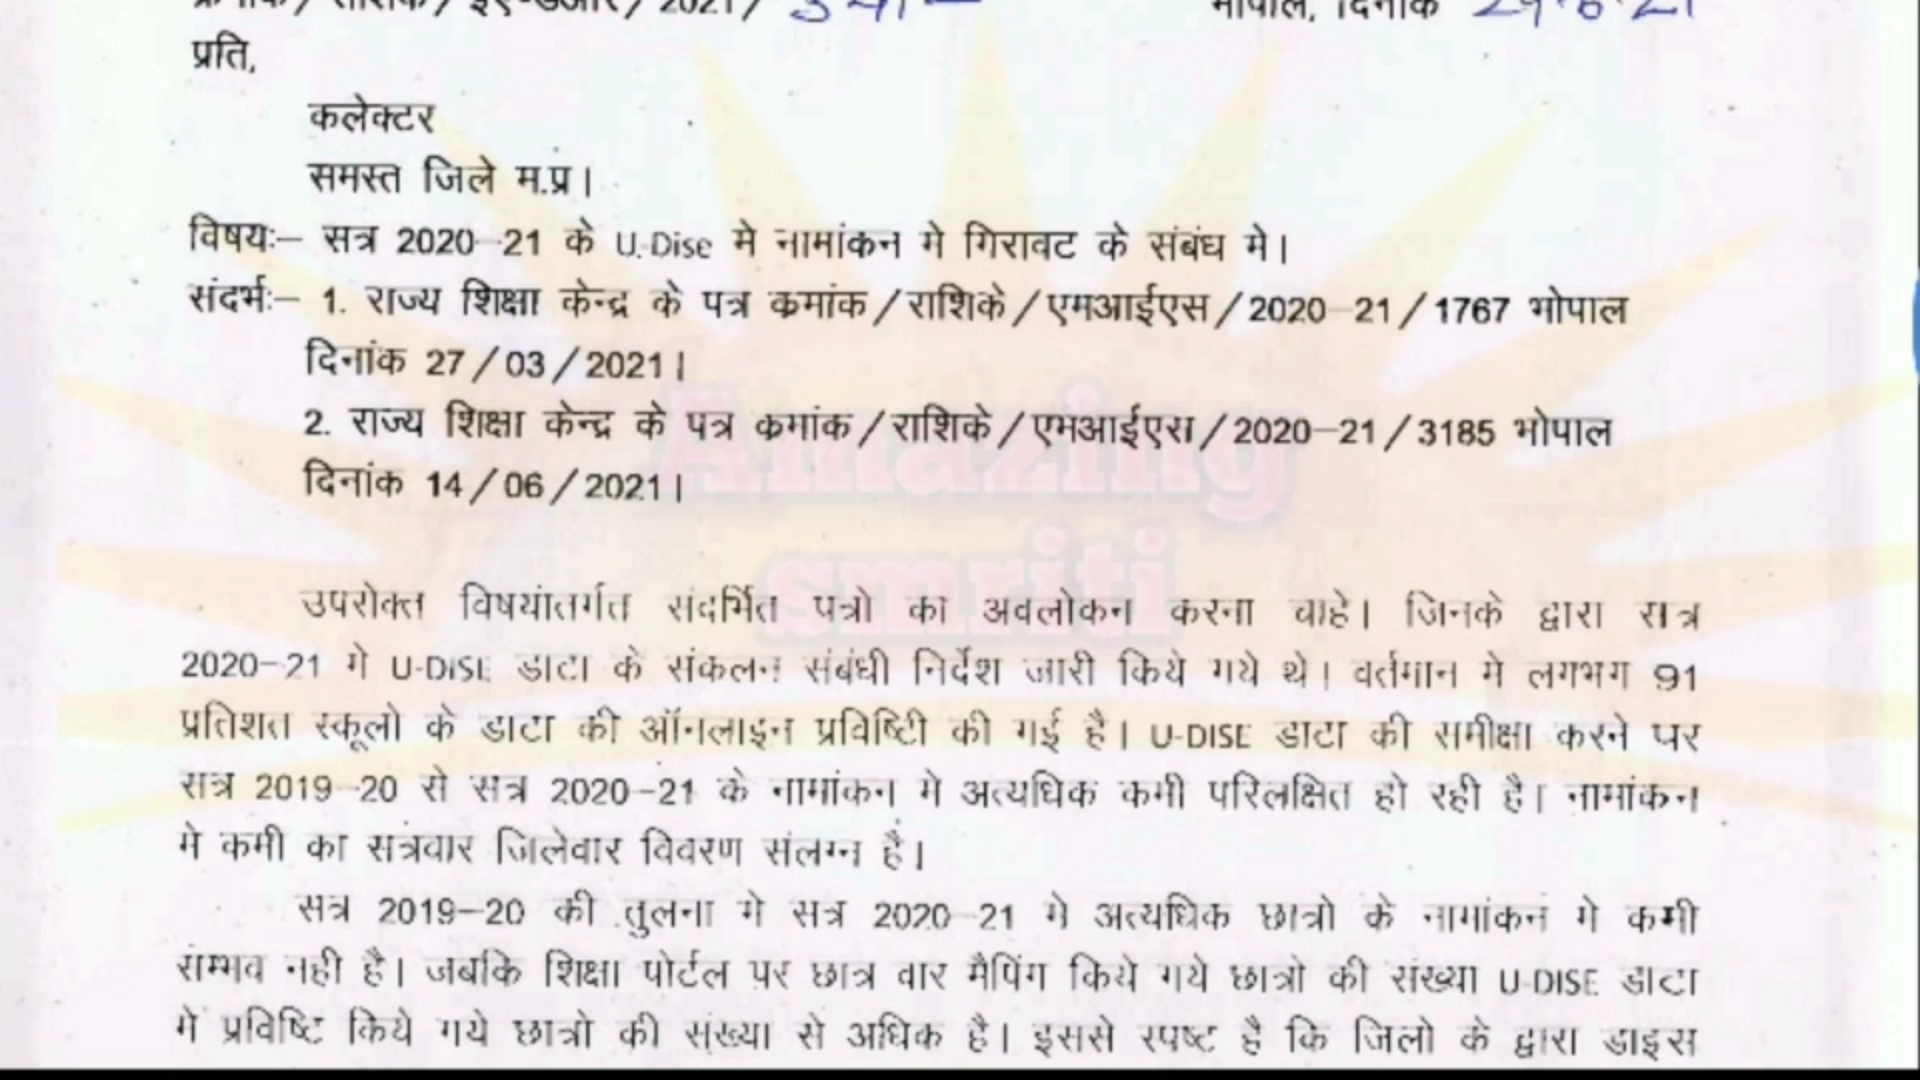 2021/
भोपाल, दिनांक
प्रति,
कलेक्टर
समस्त जिले म.प्र।
विषयः– सत्र 2020–21 के U-Dise मे नामांकन मे गिरावट के संबंध मे।
संदर्भः– 1. राज्य शिक्षा केन्द्र के पत्र क्रमांक/राशिके/एमआईएस/2020–21/1767 भोपाल
दिनांक 27/03/2021।
2. राज्य शिक्षा केन्द्र के पत्र क्रमांक/राशिके/एमआईएस/2020–21/3185 भोपाल
दिनांक 14/06/2021।
Amazing
smriti
उपरोक्त विषयांतर्गत संदर्भित पत्रो का अवलोकन करना चाहे। जिनके द्वारा सत्र
2020–21 मे U-DISE डाटा के संकलन संबंधी निर्देश जारी किये गये थे। वर्तमान मे लगभग 91
प्रतिशत स्कूलो के डाटा की ऑनलाइन प्रविष्टिी की गई है। U-DISE डाटा की समीक्षा करने पर
सत्र 2019–20 से सत्र 2020–21 के नामांकन मे अत्यधिक कमी परिलक्षित हो रही है। नामांकन
मे कमी का सत्रंवार जिलेवार विवरण संलग्न है।
सत्र 2019–20 की तुलना मे सत्र 2020–21 मे अत्यधिक छात्रो के नामांकन मे कमी
सम्भव नही है। जबकि शिक्षा पोर्टल पर छात्र वार मैपिंग किये गये छात्रो की संख्या U-DISE डाटा
में प्रविष्टि किये गये छात्रो की संख्या से अधिक है। इससे स्पष्ट है कि जिलो के द्वारा डाइस